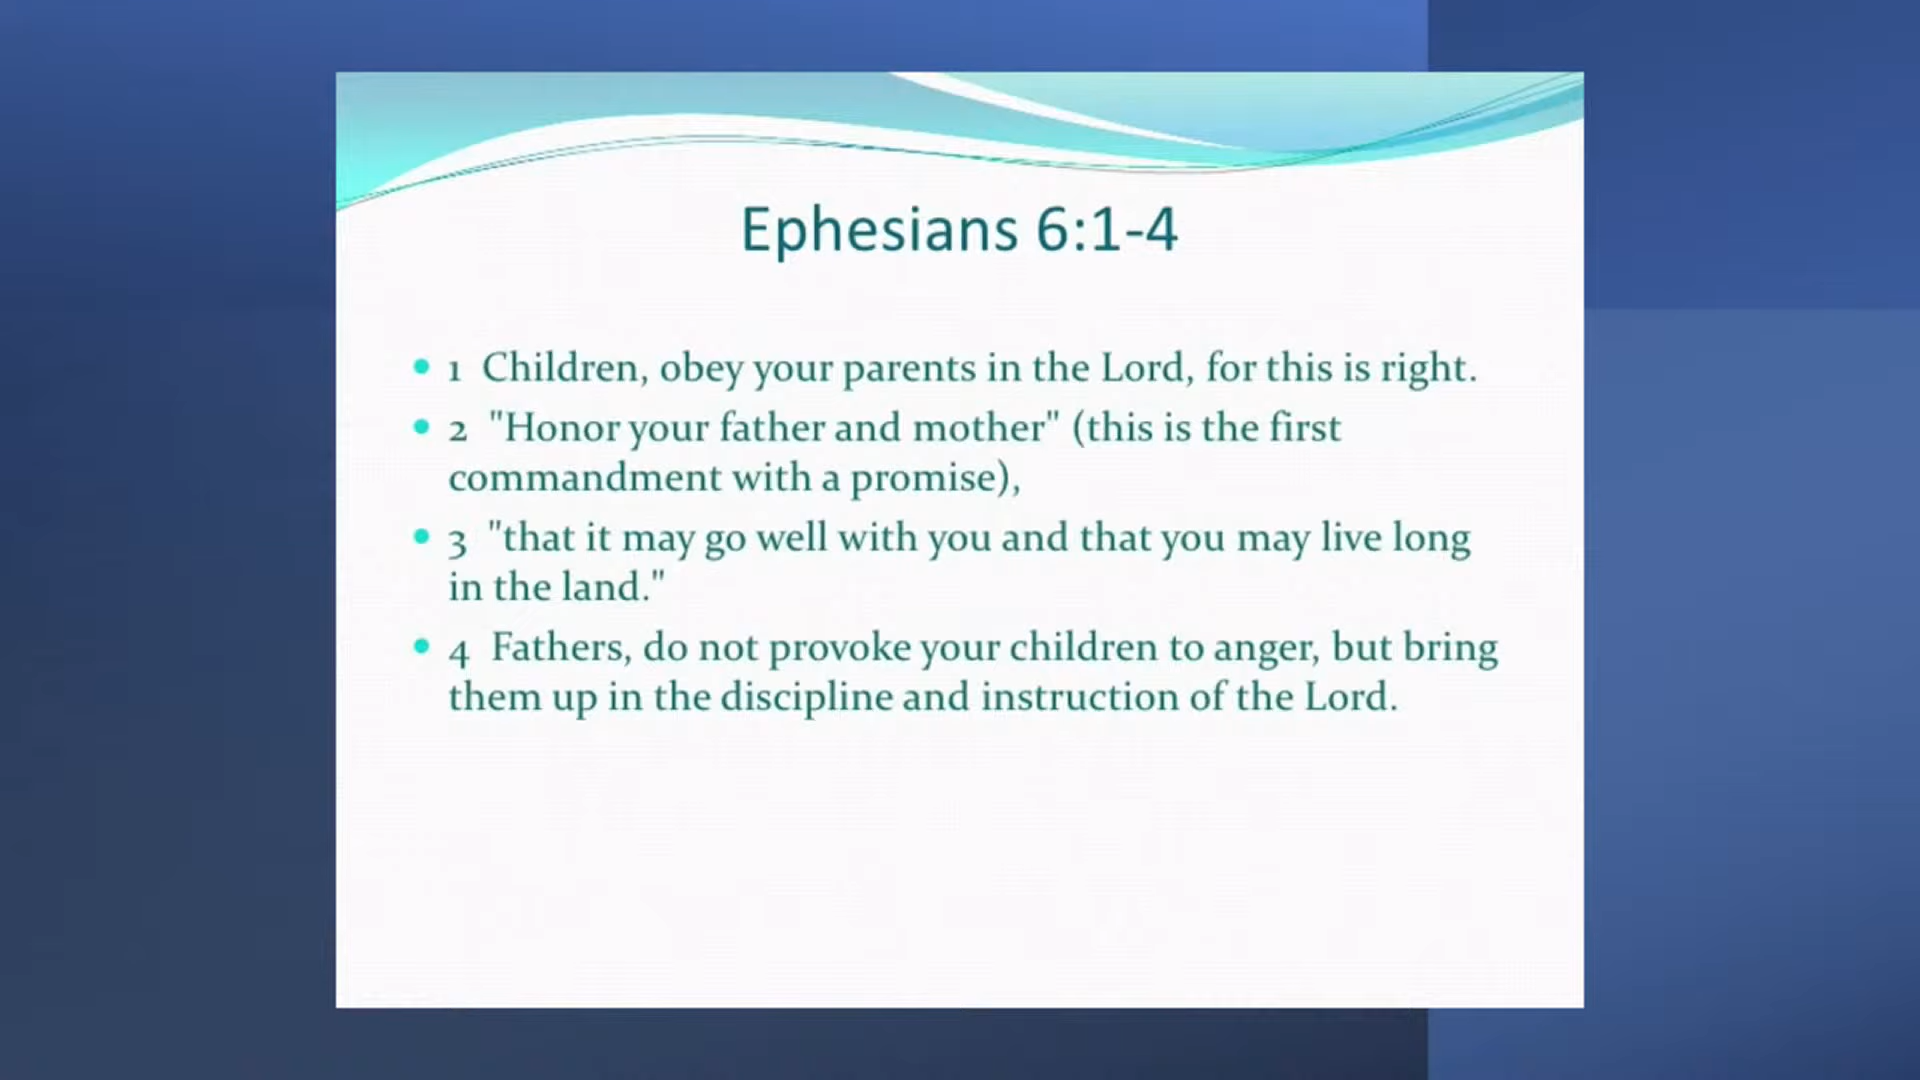 Ephesians 6:1-4
• 1 Children, obey your parents in the Lord, for this is right.
• 2 "Honor your father and mother" (this is the first
commandment with a promise),
• 3 "that it may go well with you and that you may live long
in the land."
• 4 Fathers, do not provoke your children to anger, but bring
them up in the discipline and instruction of the Lord.